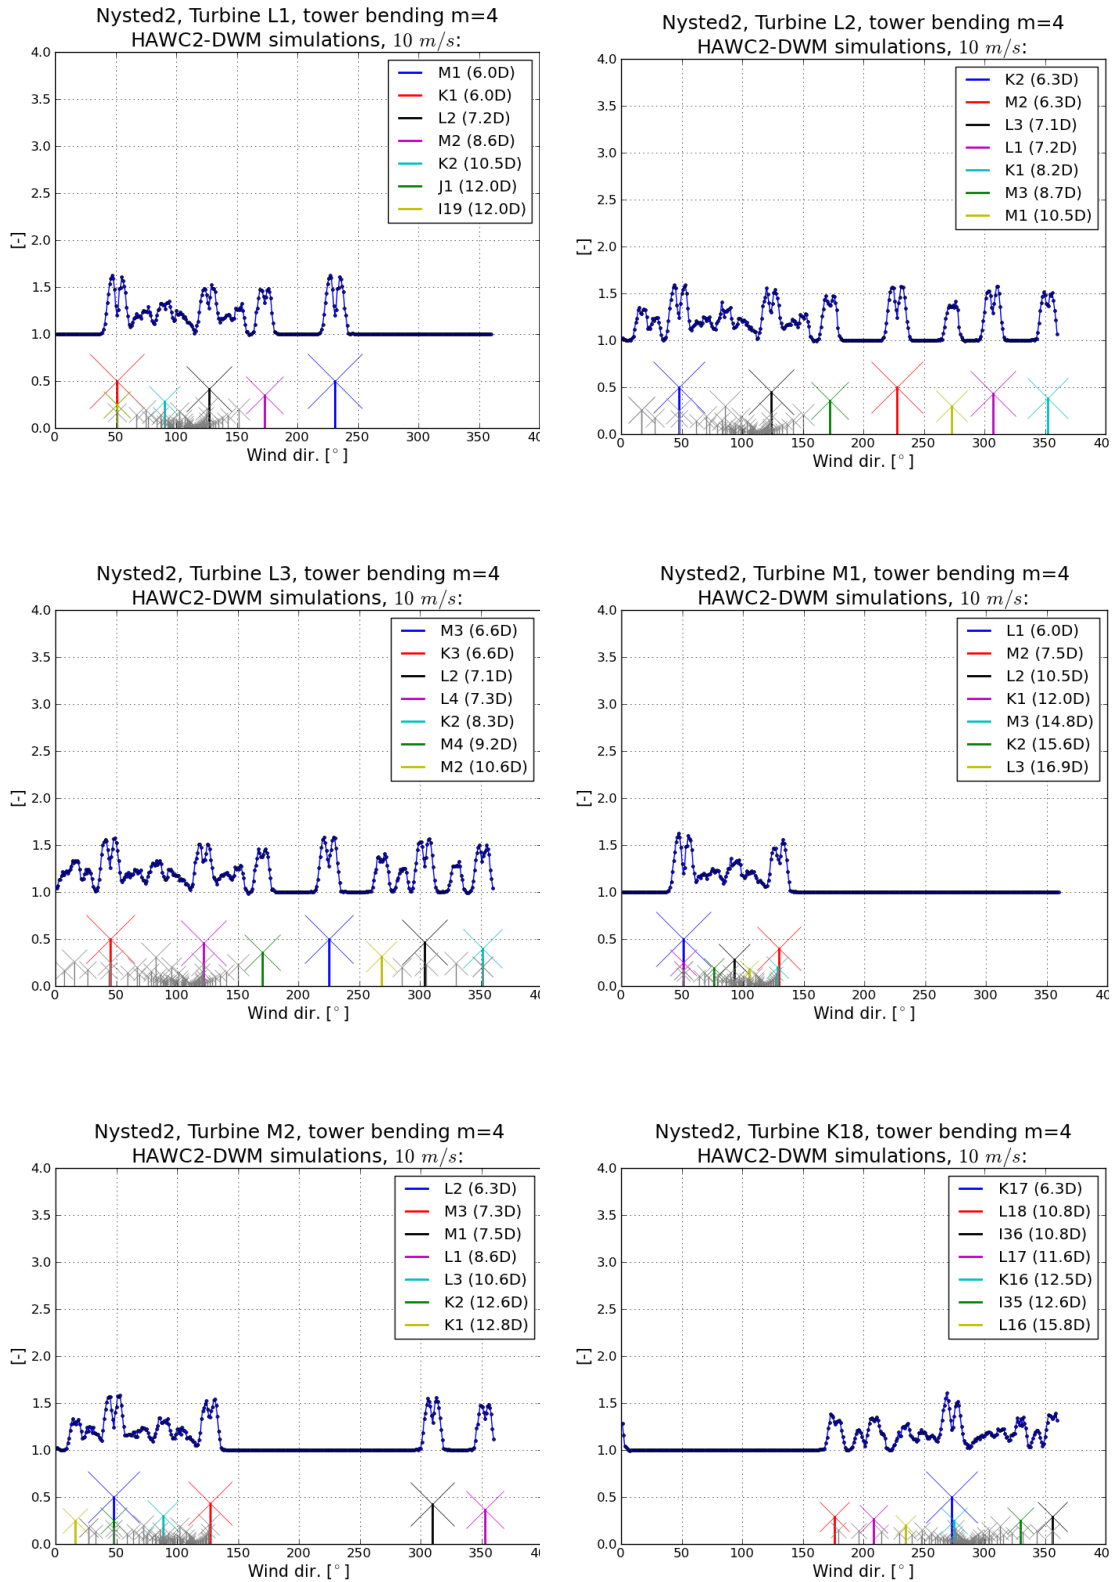 Nysted2, Turbine L1, tower bending m=4
HAWC2-DWM simulations, 10 m/s:
4.0
3.5
3.0
2.5
2.0
1.5
1.0
0.5
0.0
[-]
M1 (6.0D)
K1 (6.0D)
L2 (7.2D)
M2 (8.6D)
K2 (10.5D)
J1 (12.0D)
I19 (12.0D)
0 50 100 150 200 250 300 350 40
Wind dir. [°]
Nysted2, Turbine L2, tower bending m=4
HAWC2-DWM simulations, 10 m/s:
4.0
3.5
3.0
2.5
2.0
1.5
1.0
0.5
0.0
[-]
K2 (6.3D)
M2 (6.3D)
L3 (7.1D)
L1 (7.2D)
K1 (8.2D)
M3 (8.7D)
M1 (10.5D)
0 50 100 150 200 250 300 350 400
Wind dir. [°]
Nysted2, Turbine L3, tower bending m=4
HAWC2-DWM simulations, 10 m/s:
4.0
3.5
3.0
2.5
2.0
1.5
1.0
0.5
0.0
[-]
M3 (6.6D)
K3 (6.6D)
L2 (7.1D)
L4 (7.3D)
K2 (8.3D)
M4 (9.2D)
M2 (10.6D)
0 50 100 150 200 250 300 350 40
Wind dir. [°]
Nysted2, Turbine M1, tower bending m=4
HAWC2-DWM simulations, 10 m/s:
4.0
3.5
3.0
2.5
2.0
1.5
1.0
0.5
0.0
[-]
L1 (6.0D)
M2 (7.5D)
L2 (10.5D)
K1 (12.0D)
M3 (14.8D)
K2 (15.6D)
L3 (16.9D)
0 50 100 150 200 250 300 350 400
Wind dir. [°]
Nysted2, Turbine M2, tower bending m=4
HAWC2-DWM simulations, 10 m/s:
4.0
3.5
3.0
2.5
2.0
1.5
1.0
0.5
0.0
[-]
L2 (6.3D)
M3 (7.3D)
M1 (7.5D)
L1 (8.6D)
L3 (10.6D)
K2 (12.6D)
K1 (12.8D)
0 50 100 150 200 250 300 350 40
Wind dir. [°]
Nysted2, Turbine K18, tower bending m=4
HAWC2-DWM simulations, 10 m/s:
4.0
3.5
3.0
2.5
2.0
1.5
1.0
0.5
0.0
[-]
K17 (6.3D)
L18 (10.8D)
I36 (10.8D)
L17 (11.6D)
K16 (12.5D)
I35 (12.6D)
L16 (15.8D)
0 50 100 150 200 250 300 350 400
Wind dir. [°]